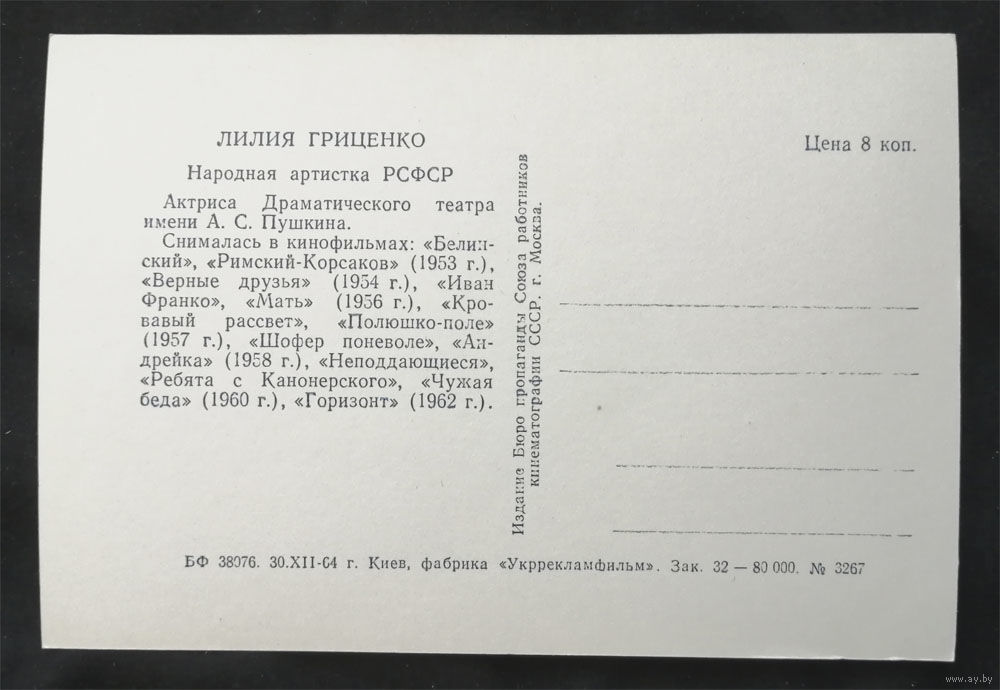 ЛИЛИЯ ГРИЦЕНКО
Народная артистка РСФСР
Актриса Драматического театра
имени А. С. Пушкина.
Снималась в кинофильмах: «Белин-
ский», «Римский-Корсаков» (1953 г.),
«Верные друзья» (1954 г.), «Иван
Франко», «Мать» (1956 г.), «Кро-
вавый рассвет», «Полюшко-поле»
(1957 г.), «Шофер поневоле», «Ан-
дрейка» (1958 г.), «Неподдающиеся»,
«Ребята с Канонерского», «Чужая
беда» (1960 г.), «Горизонт» (1962 г.).
Издание Бюро пропаганды Союза работников
кинематографии СССР. г. Москва.
Цена 8 коп.
БФ 38076. 30.XII-64 г. Киев, фабрика «Укррекламфильм». Зак. 32 — 80 000. № 3267
www.ay.by